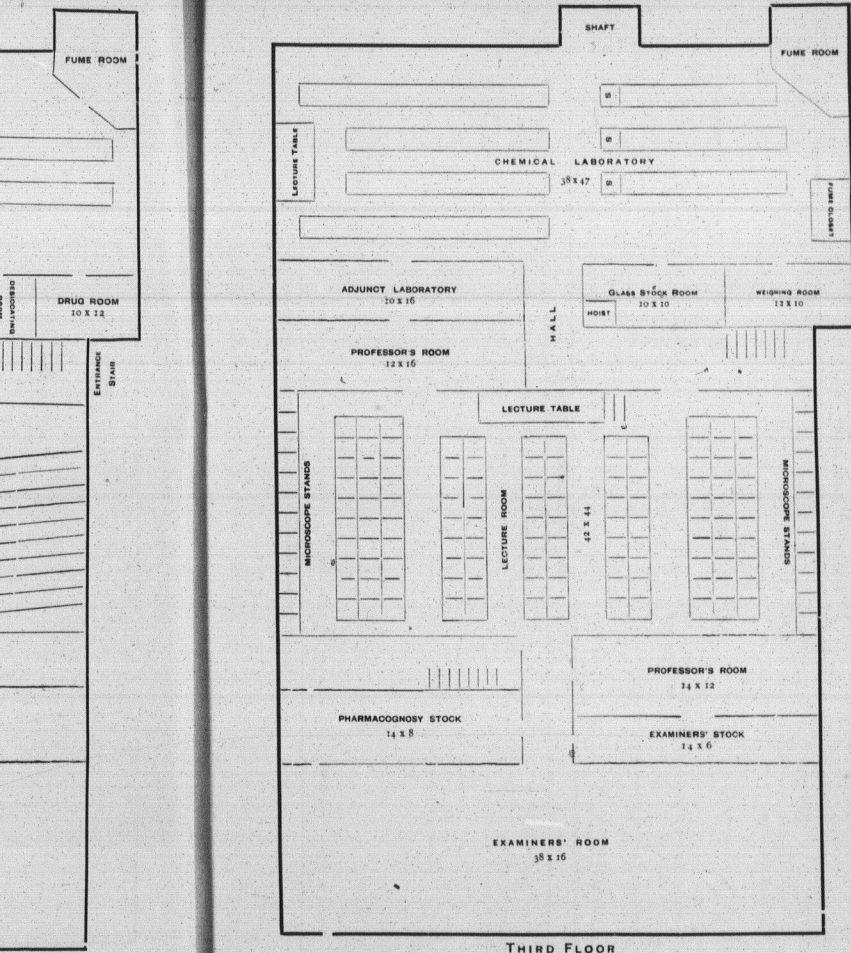 FUME ROOM
DESICCATING
DRUG ROOM
10 X 12
ENTRANCE
STAIR
SHAFT
FUME ROOM
LECTURE TABLE
S
S
S
CHEMICAL LABORATORY
38 X 47
FUME CLOSET
ADJUNCT LABORATORY
10 X 16
HALL
GLASS STOCK ROOM
10 X 10
WEIGHING ROOM
12 X 10
HOIST
PROFESSOR'S ROOM
12 X 16
LECTURE TABLE
MICROSCOPE STANDS
LECTURE ROOM
42 X 44
MICROSCOPE STANDS
PROFESSOR'S ROOM
14 X 12
PHARMACOGNOSY STOCK
14 X 8
EXAMINERS' STOCK
14 X 6
EXAMINERS' ROOM
38 X 16
THIRD FLOOR